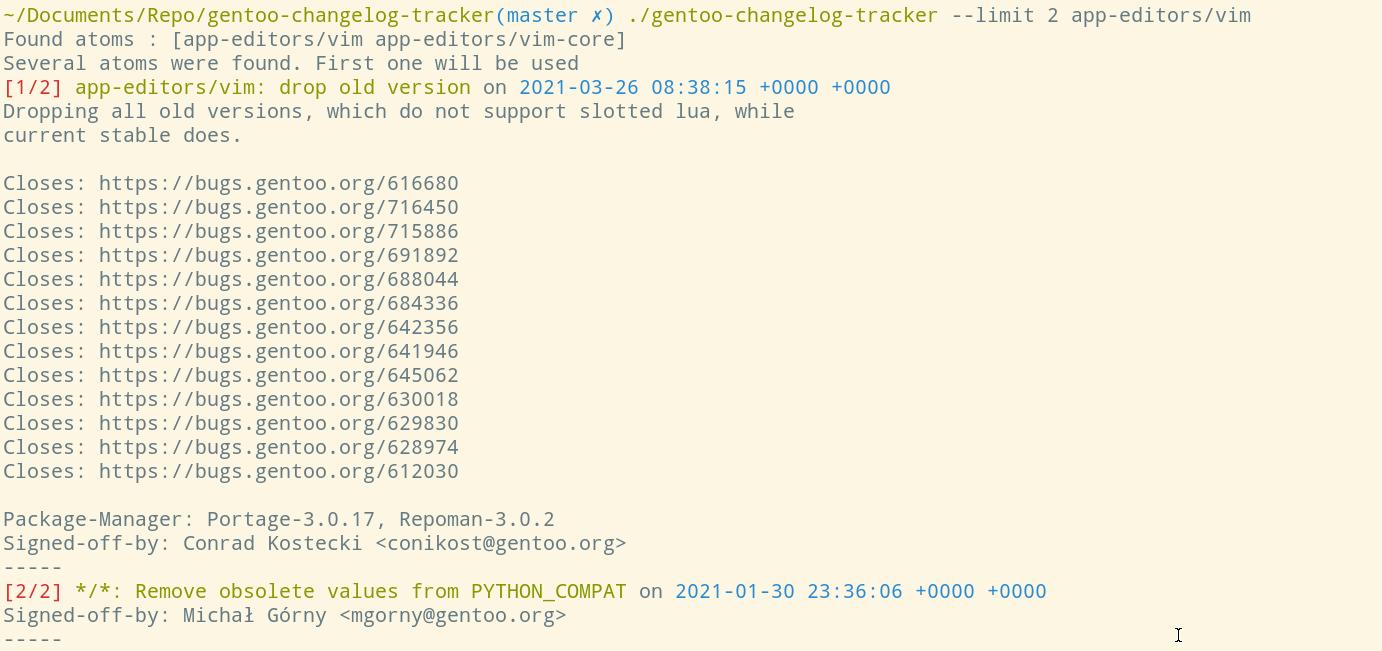 ~/Documents/Repo/gentoo-changelog-tracker(master ✗) ./gentoo-changelog-tracker --limit 2 app-editors/vim
Found atoms : [app-editors/vim app-editors/vim-core]
Several atoms were found. First one will be used
[1/2] app-editors/vim: drop old version on 2021-03-26 08:38:15 +0000 +0000
Dropping all old versions, which do not support slotted lua, while
current stable does.

Closes: https://bugs.gentoo.org/616680
Closes: https://bugs.gentoo.org/716450
Closes: https://bugs.gentoo.org/715886
Closes: https://bugs.gentoo.org/691892
Closes: https://bugs.gentoo.org/688044
Closes: https://bugs.gentoo.org/684336
Closes: https://bugs.gentoo.org/642356
Closes: https://bugs.gentoo.org/641946
Closes: https://bugs.gentoo.org/645062
Closes: https://bugs.gentoo.org/630018
Closes: https://bugs.gentoo.org/629830
Closes: https://bugs.gentoo.org/628974
Closes: https://bugs.gentoo.org/612030

Package-Manager: Portage-3.0.17, Repoman-3.0.2
Signed-off-by: Conrad Kostecki <conikost@gentoo.org>
-----
[2/2] */*: Remove obsolete values from PYTHON_COMPAT on 2021-01-30 23:36:06 +0000 +0000
Signed-off-by: Michał Górny <mgorny@gentoo.org>
-----